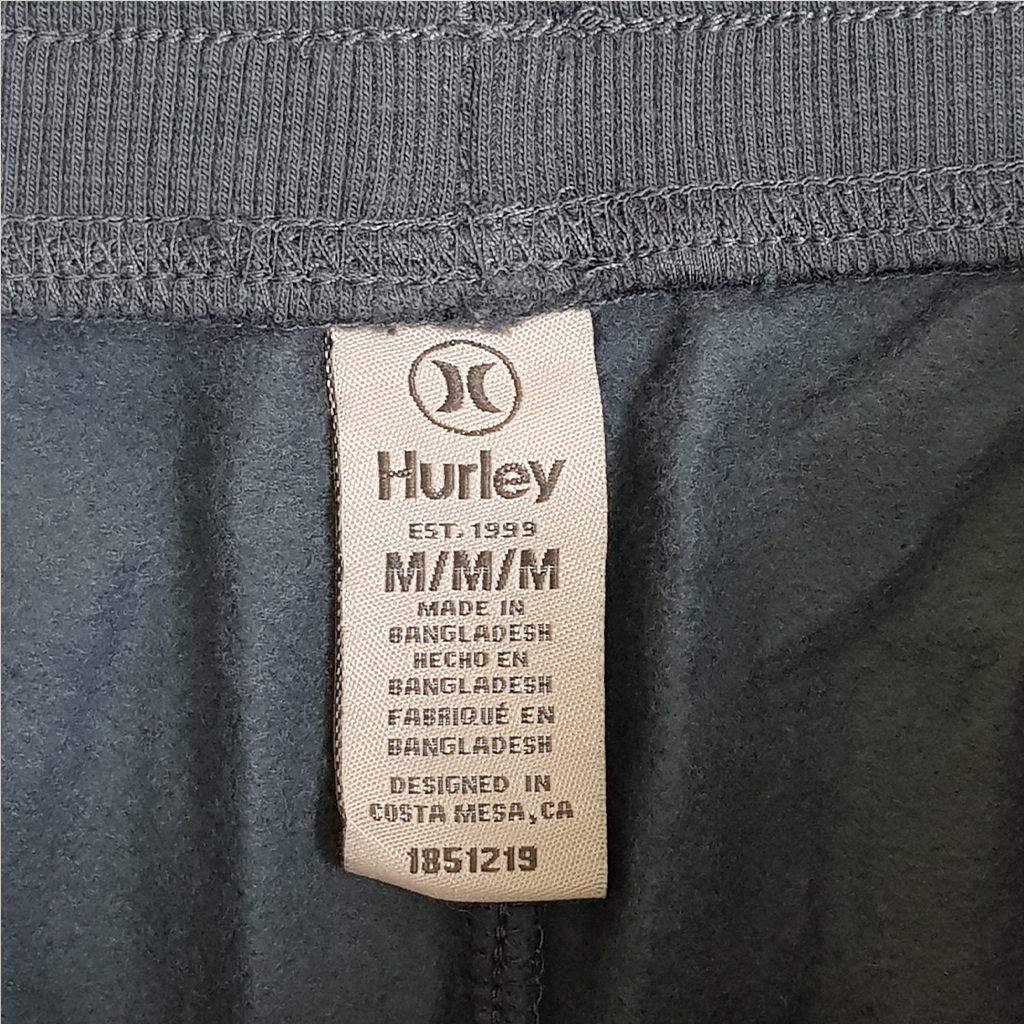 Hurley
EST. 1999
M/M/M
MADE IN
BANGLADESH
HECHO EN
BANGLADESH
FABRIQUÉ EN
BANGLADESH
DESIGNED IN
COSTA MESA, CA
1851219